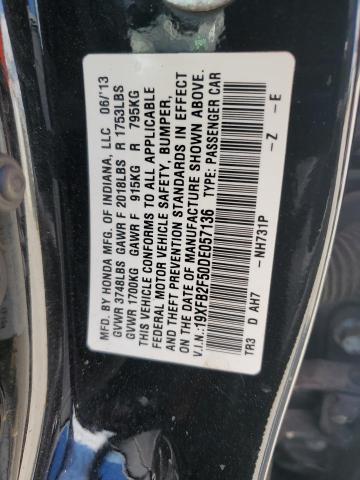 MFD. BY HONDA MFG. OF INDIANA, LLC 06/'13
GVWR 3748LBS GAWR F 2018LBS R 1753LBS
GVWR 1700KG GAWR F 915KG R 795KG
THIS VEHICLE CONFORMS TO ALL APPLICABLE
FEDERAL MOTOR VEHICLE SAFETY, BUMPER,
AND THEFT PREVENTION STANDARDS IN EFFECT
ON THE DATE OF MANUFACTURE SHOWN ABOVE.
V.I.N.: 19XFB2F50DE057136 TYPE: PASSENGER CAR
-NH731P -Z -E
TR3 D AH7